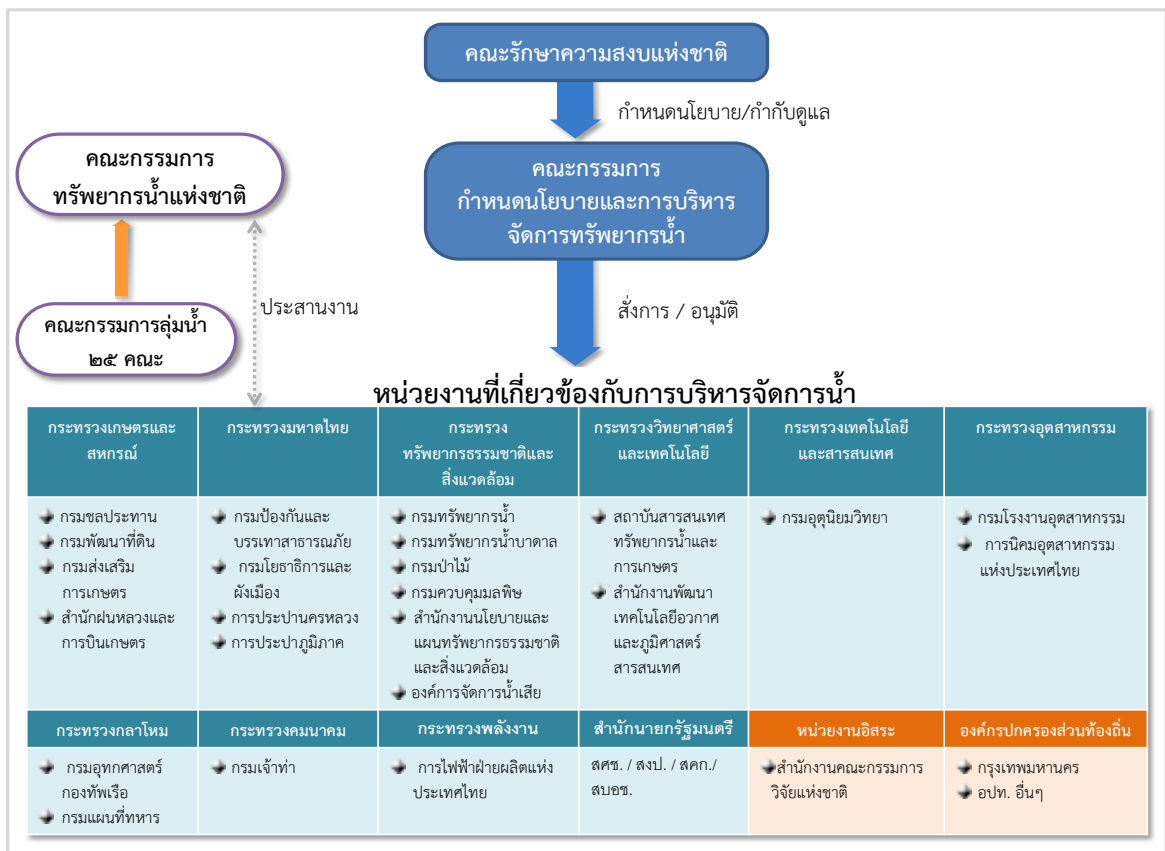 คณะรักษาความสงบแห่งชาติ
กำหนดนโยบาย/กำกับดูแล
คณะกรรมการ
ทรัพยากรน้ำแห่งชาติ
คณะกรรมการ
กำหนดนโยบายและการบริหาร
จัดการทรัพยากรน้ำ
ประสานงาน
สั่งการ / อนุมัติ
คณะกรรมการลุ่มน้ำ
๒๕ คณะ
หน่วยงานที่เกี่ยวข้องกับการบริหารจัดการน้ำ
กระทรวงเกษตรและ
สหกรณ์
กรมชลประทาน
กรมพัฒนาที่ดิน
กรมส่งเสริม
การเกษตร
สำนักฝนหลวงและ
การบินเกษตร
กระทรวงมหาดไทย
กรมป้องกันและ
บรรเทาสาธารณภัย
กรมโยธาธิการและ
ผังเมือง
การประปานครหลวง
การประปาภูมิภาค
กระทรวง
ทรัพยากรธรรมชาติและ
สิ่งแวดล้อม
กรมทรัพยากรน้ำ
กรมทรัพยากรน้ำบาดาล
กรมป่าไม้
กรมควบคุมมลพิษ
สำนักงานนโยบายและ
แผนทรัพยากรธรรมชาติ
และสิ่งแวดล้อม
องค์การจัดการน้ำเสีย
กระทรวงวิทยาศาสตร์
และเทคโนโลยี
สถาบันสารสนเทศ
ทรัพยากรน้ำและ
การเกษตร
สำนักงานพัฒนา
เทคโนโลยีอวกาศ
และภูมิศาสตร์
สารสนเทศ
กระทรวงเทคโนโลยี
และสารสนเทศ
กรมอุตุนิยมวิทยา
กระทรวงอุตสาหกรรม
กรมโรงงานอุตสาหกรรม
การนิคมอุตสาหกรรม
แห่งประเทศไทย
กระทรวงกลาโหม
กรมอุทกศาสตร์
กองทัพเรือ
กรมแผนที่ทหาร
กระทรวงคมนาคม
กรมเจ้าท่า
กระทรวงพลังงาน
การไฟฟ้าฝ่ายผลิตแห่ง
ประเทศไทย
สำนักนายกรัฐมนตรี
สศช. / สงป. / สคก./
สบอช.
หน่วยงานอิสระ
สำนักงานคณะกรรมการ
วิจัยแห่งชาติ
องค์กรปกครองส่วนท้องถิ่น
กรุงเทพมหานคร
อปท. อื่นๆ